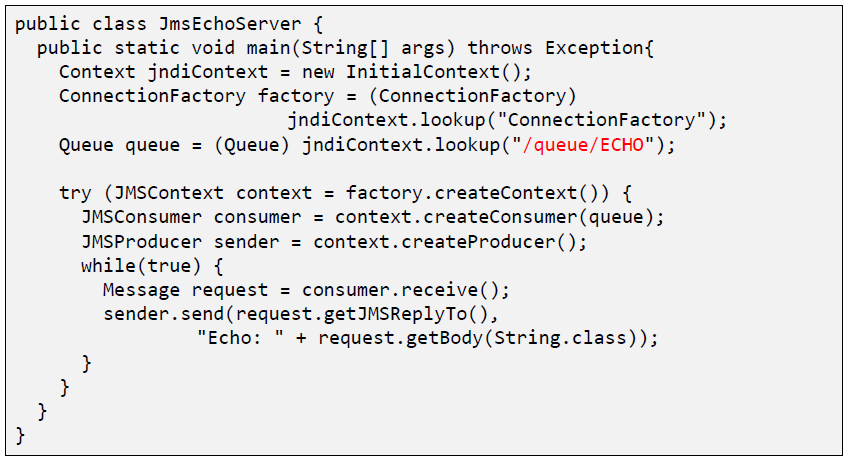 public class JmsEchoServer {
  public static void main(String[] args) throws Exception{
    Context jndiContext = new InitialContext();
    ConnectionFactory factory = (ConnectionFactory)
                         jndiContext.lookup("ConnectionFactory");
    Queue queue = (Queue) jndiContext.lookup("/queue/ECHO");

    try (JMSContext context = factory.createContext()) {
      JMSConsumer consumer = context.createConsumer(queue);
      JMSProducer sender = context.createProducer();
      while(true) {
        Message request = consumer.receive();
        sender.send(request.getJMSReplyTo(),
                 "Echo: " + request.getBody(String.class));
      }
    }
  }
}